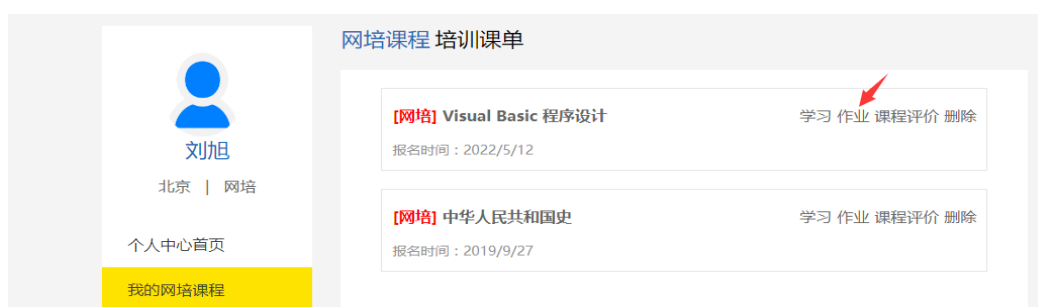 网培课程 培训课单
[网培] Visual Basic 程序设计
学习 作业 课程评价 删除
报名时间：2022/5/12
[网培] 中华人民共和国史
学习 作业 课程评价 删除
报名时间：2019/9/27
刘旭
北京 | 网培
个人中心首页
我的网培课程